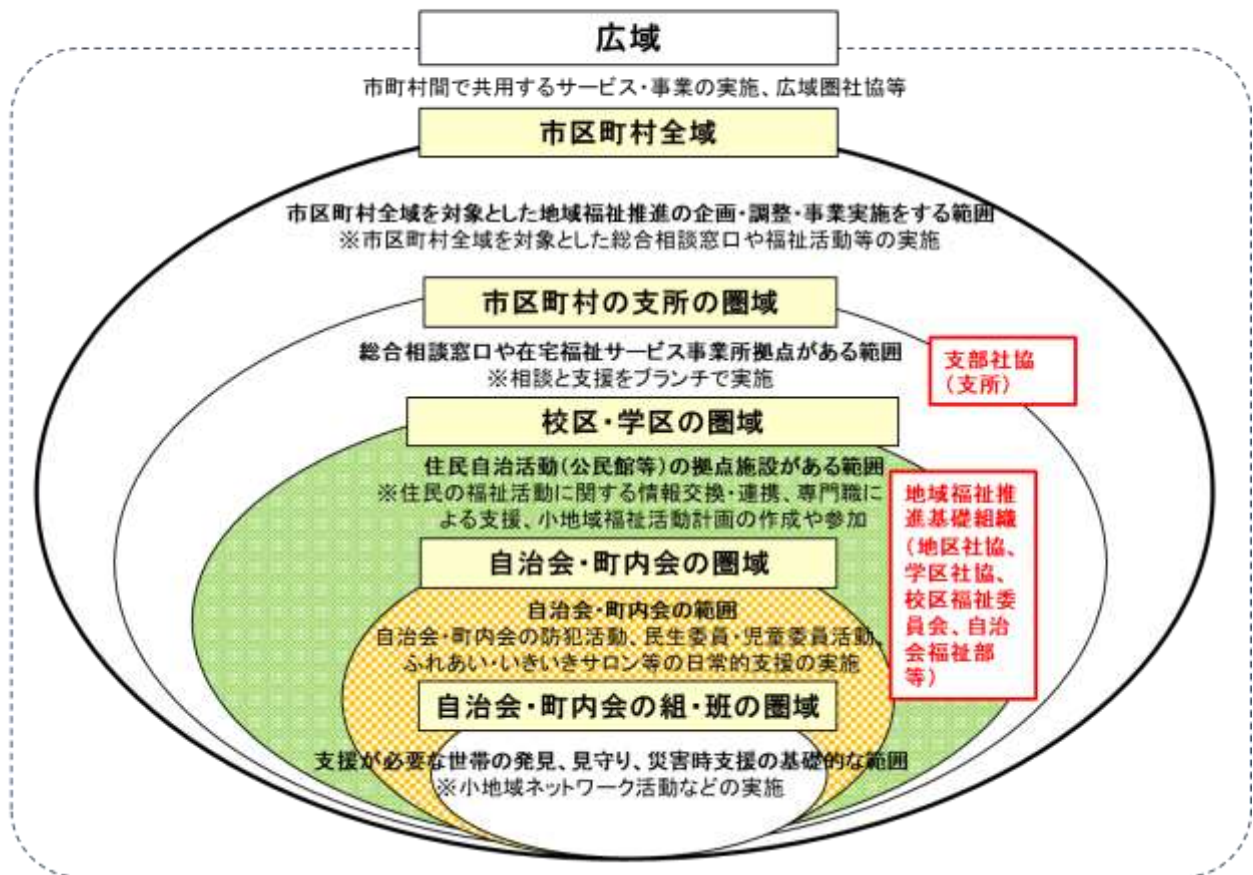 広域
市町村間で共用するサービス・事業の実施、広域圏社協等
市区町村全域
市区町村全域を対象とした地域福祉推進の企画・調整・事業実施をする範囲
※市区町村全域を対象とした総合相談窓口や福祉活動等の実施
市区町村の支所の圏域
総合相談窓口や在宅福祉サービス事業所拠点がある範囲
※相談と支援をブランチで実施
支部社協
(支所)
校区・学区の圏域
住民自治活動(公民館等)の拠点施設がある範囲
※住民の福祉活動に関する情報交換・連携、専門職に
よる支援、小地域福祉活動計画の作成や参加
地域福祉推
進基礎組織
(地区社協、
学区社協、
校区福祉委
員会、自治
会福祉部
等)
自治会・町内会の圏域
自治会・町内会の範囲
自治会・町内会の防犯活動、民生委員・児童委員活動、
ふれあい・いきいきサロン等の日常的支援の実施
自治会・町内会の組・班の圏域
支援が必要な世帯の発見、見守り、災害時支援の基礎的な範囲
※小地域ネットワーク活動などの実施